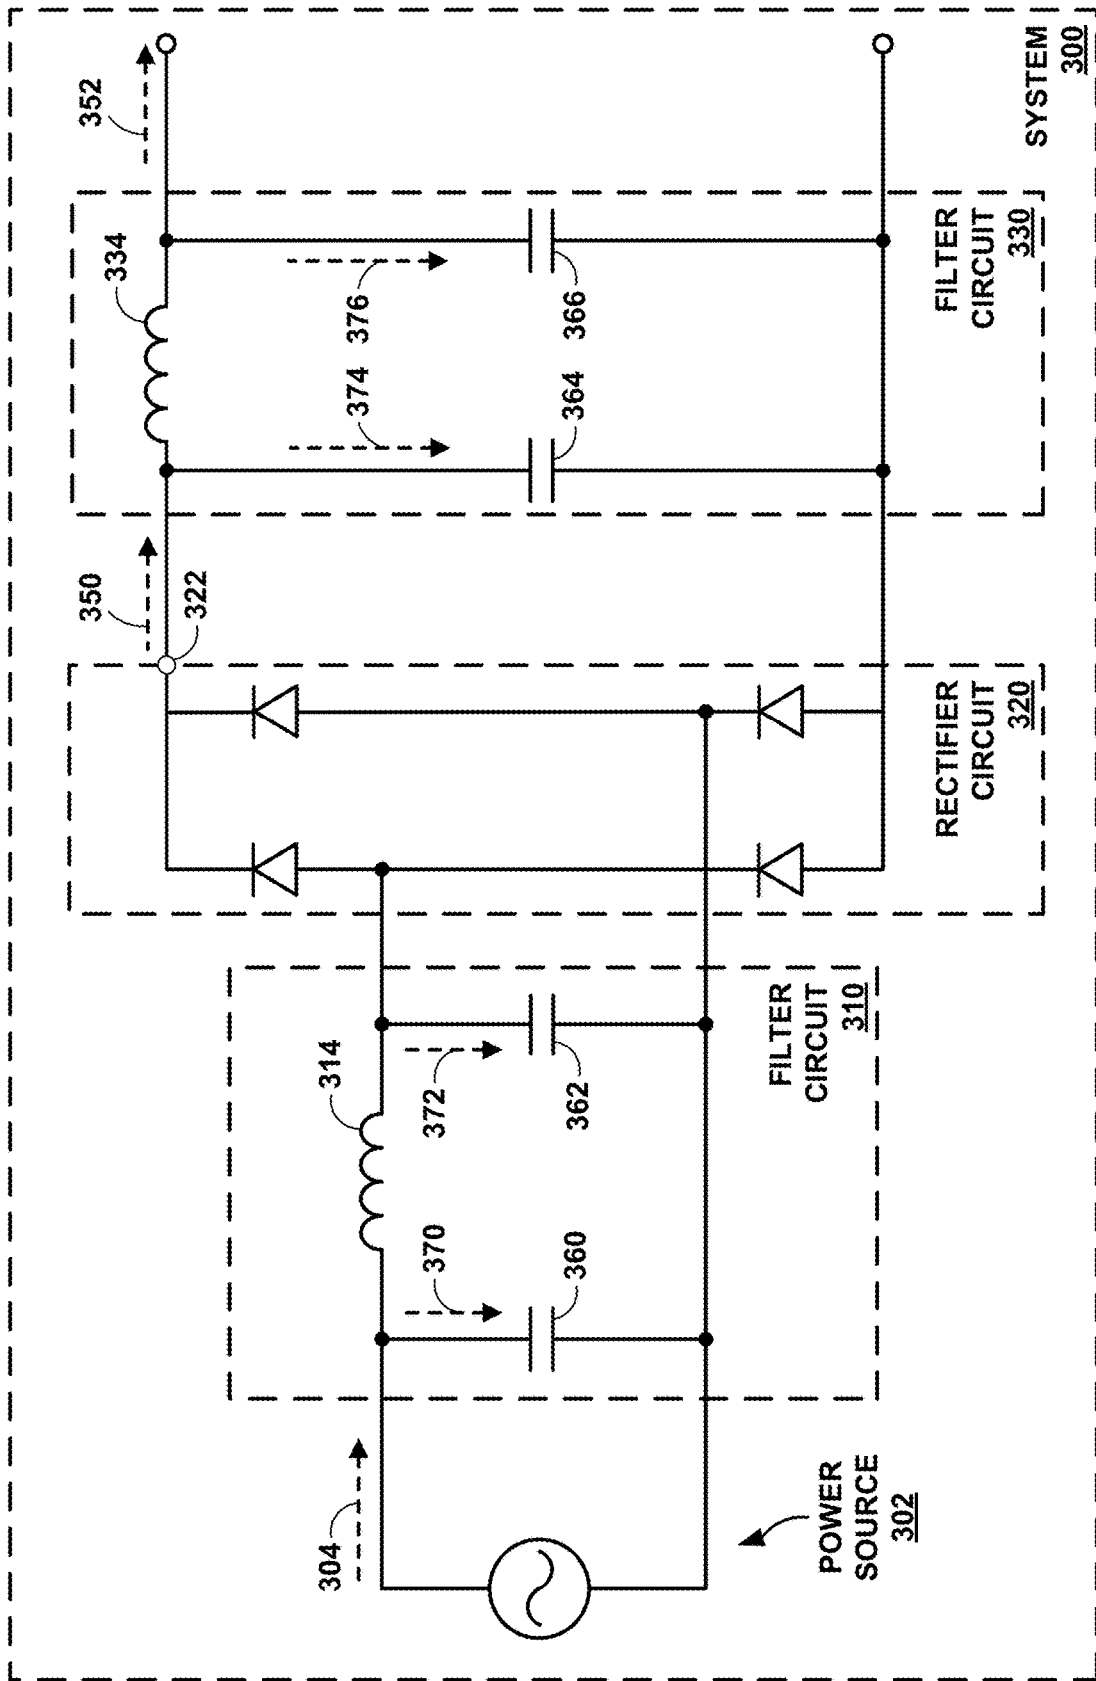 SYSTEM
300
352
334
376
366
374
364
FILTER
CIRCUIT
330
350
322
RECTIFIER
CIRCUIT
320
314
372
362
370
360
FILTER
CIRCUIT
310
304
POWER
SOURCE
302